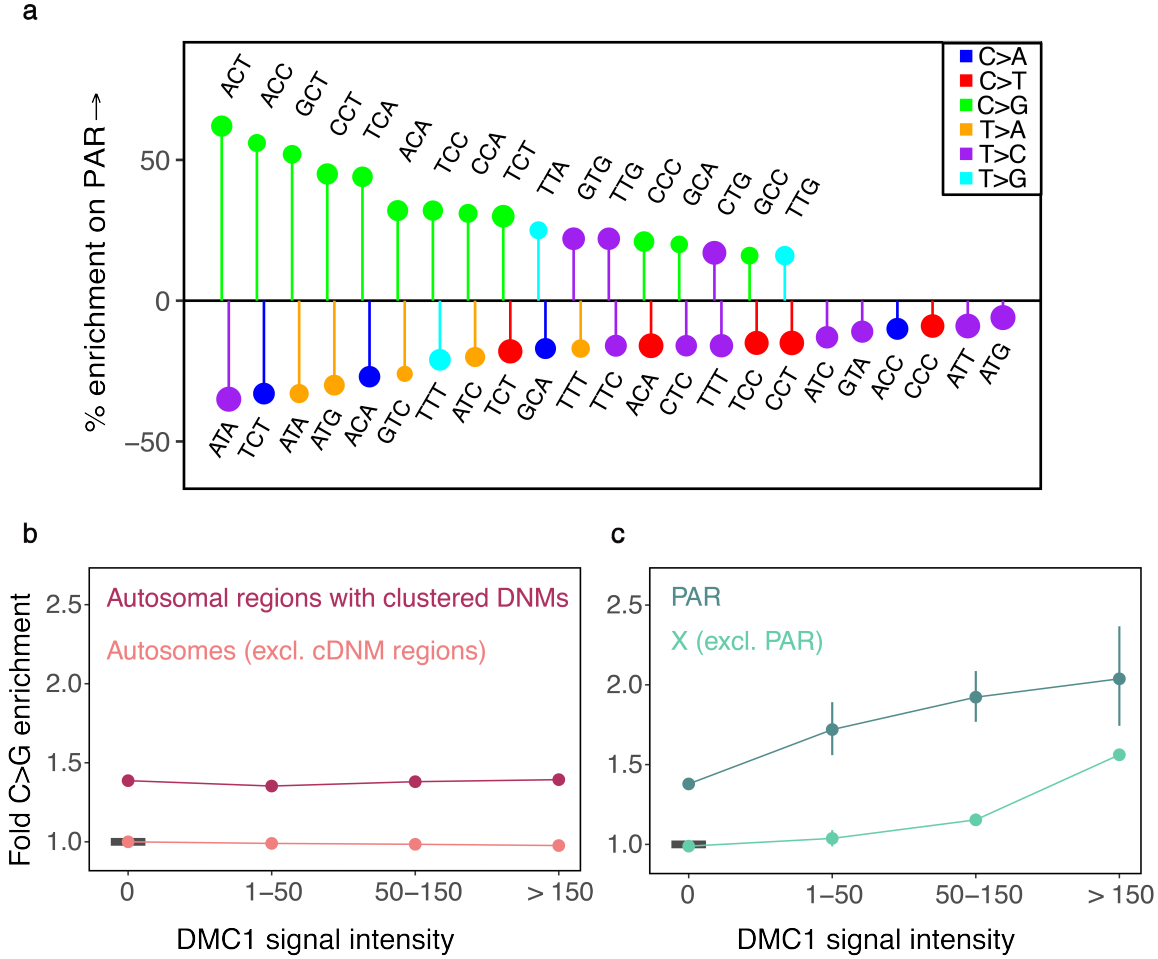 a
% enrichment on PAR→
50
0
−50
ACT ACC GCT CCT TCA ACA TCC CCA TCT TTA GTG TTG CCC GCA CTG GCC TTG
ATA TCT ATA ATG ACA GTC TTT ATC TCT GCA TTT TTC ACA CTC TTT TCC CCT ATC GTA ACC CCC ATT ATG
C>A
C>T
C>G
T>A
T>C
T>G
b
Fold C>G enrichment
2.5
2.0
1.5
1.0
Autosomal regions with clustered DNMs
Autosomes (excl. cDNM regions)
0 1−50 50−150 > 150
DMC1 signal intensity
c
2.5
2.0
1.5
1.0
PAR
X (excl. PAR)
0 1−50 50−150 > 150
DMC1 signal intensity